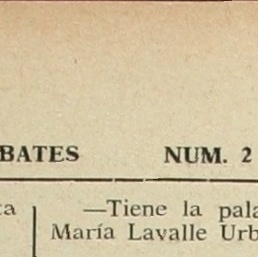 BATES NUM. 2
ta
—Tiene la pala
María Lavalle Urb